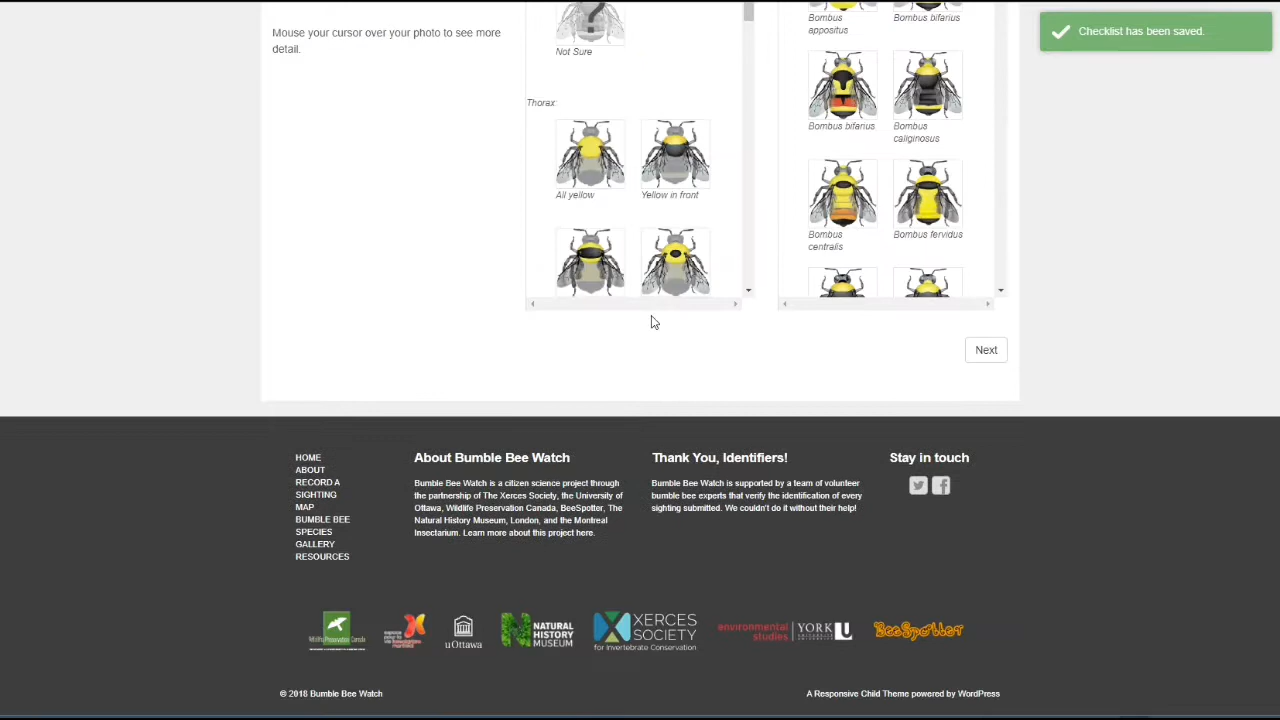 Mouse your cursor over your photo to see more
detail.
Not Sure
Thorax:
All yellow
Yellow in front
Bombus
appositus
Bombus bifarius
Bombus bifarius
Bombus
caliginosus
Bombus
centralis
Bombus fervidus
Checklist has been saved.
Next
HOME
ABOUT
RECORD A
SIGHTING
MAP
BUMBLE BEE
SPECIES
GALLERY
RESOURCES
About Bumble Bee Watch
Bumble Bee Watch is a citizen science project through
the partnership of The Xerces Society, the University of
Ottawa, Wildlife Preservation Canada, BeeSpotter, The
Natural History Museum, London, and the Montreal
Insectarium. Learn more about this project here.
Thank You, Identifiers!
Bumble Bee Watch is supported by a team of volunteer
bumble bee experts that verify the identification of every
sighting submitted. We couldn't do it without their help!
Stay in touch
Wildlife Preservation Canada
uOttawa
NATURAL
HISTORY
MUSEUM
XERCES
SOCIETY
for Invertebrate Conservation
environmental
studies
YORK U
BeeSpotter
© 2018 Bumble Bee Watch
A Responsive Child Theme powered by WordPress